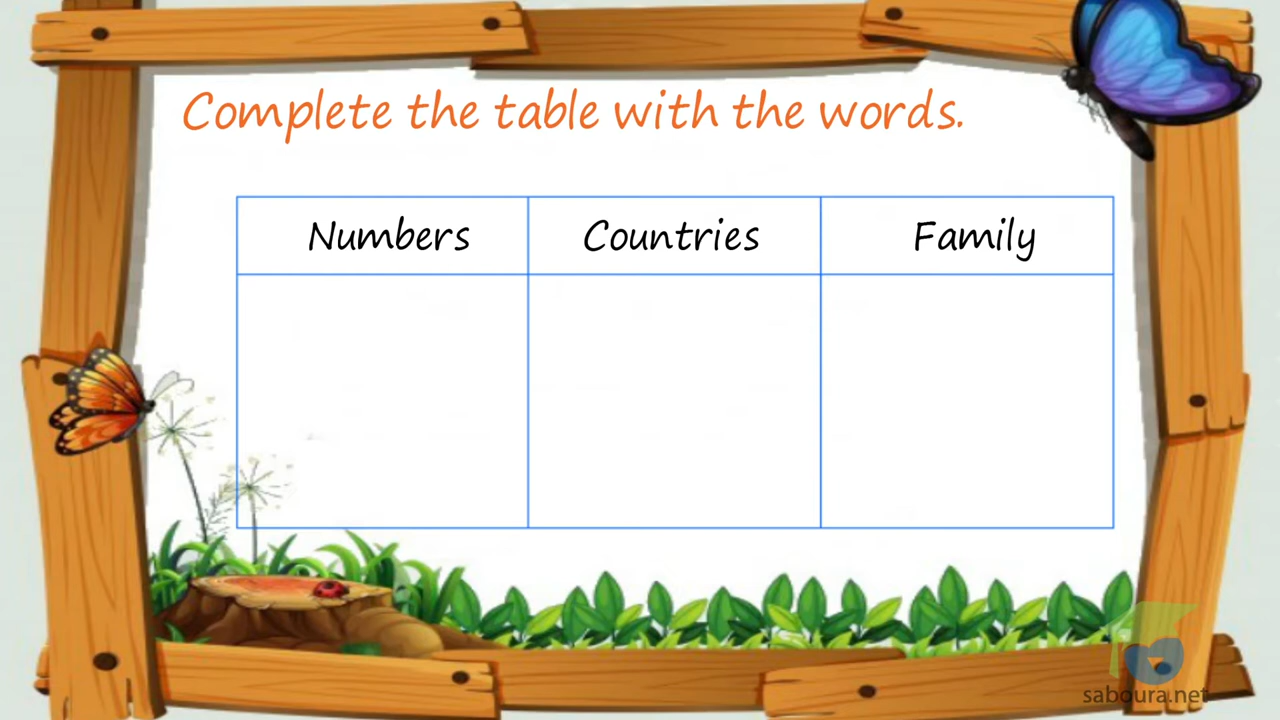 Complete the table with the words.
Numbers Countries Family
saboura.net